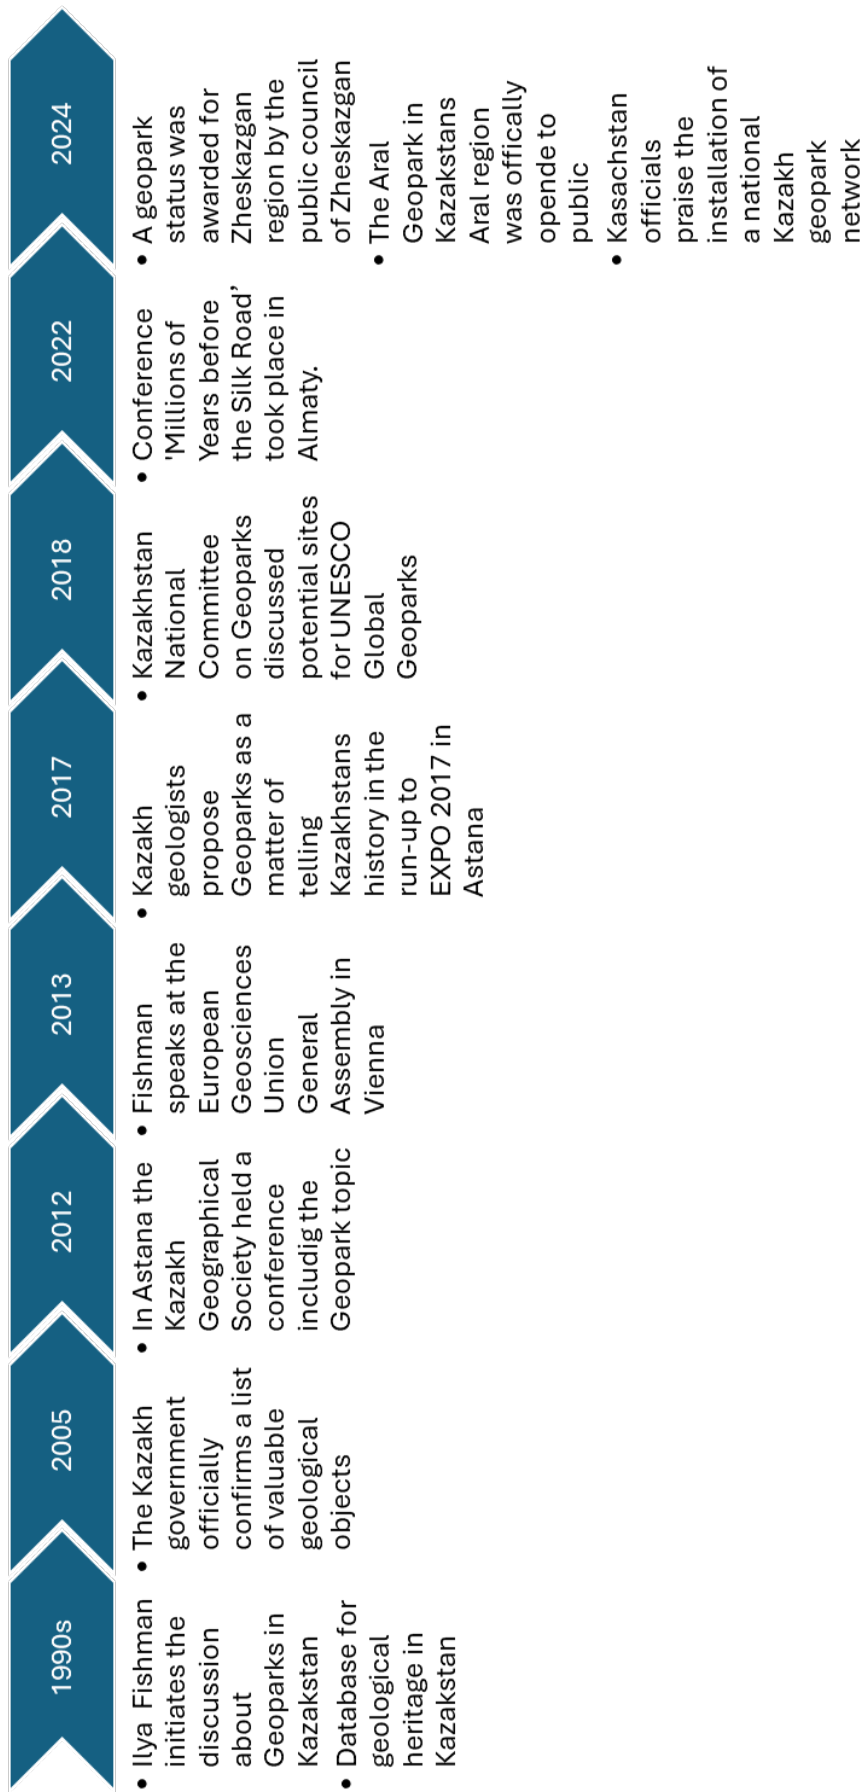 1990s
• Ilya Fishman
initiates the
discussion
about
Geoparks in
Kazakstan
• Database for
geological
heritage in
Kazakstan
2005
• The Kazakh
government
officially
confirms a list
of valuable
geological
objects
2012
• In Astana the
Kazakh
Geographical
Society held a
conference
includig the
Geopark topic
2013
• Fishman
speaks at the
European
Geosciences
Union
General
Assembly in
Vienna
2017
• Kazakh
geologists
propose
Geoparks as a
matter of
telling
Kazakhstans
history in the
run-up to
EXPO 2017 in
Astana
2018
• Kazakhstan
National
Committee
on Geoparks
discussed
potential sites
for UNESCO
Global
Geoparks
2022
• Conference
'Millions of
Years before
the Silk Road’
took place in
Almaty.
2024
• A geopark
status was
awarded for
Zheskazgan
region by the
public council
of Zheskazgan
• The Aral
Geopark in
Kazakstans
Aral region
was offically
opende to
public
• Kasachstan
officials
praise the
installation of
a national
Kazakh
geopark
network